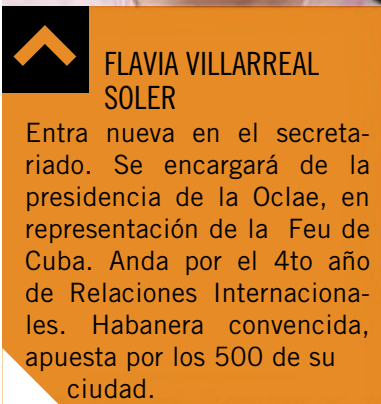 FLAVIA VILLARREAL
SOLER
Entra nueva en el secreta-
riado. Se encargará de la
presidencia de la Oclae, en
representación de la Feu de
Cuba. Anda por el 4to año
de Relaciones Internaciona-
les. Habanera convencida,
apuesta por los 500 de su
ciudad.